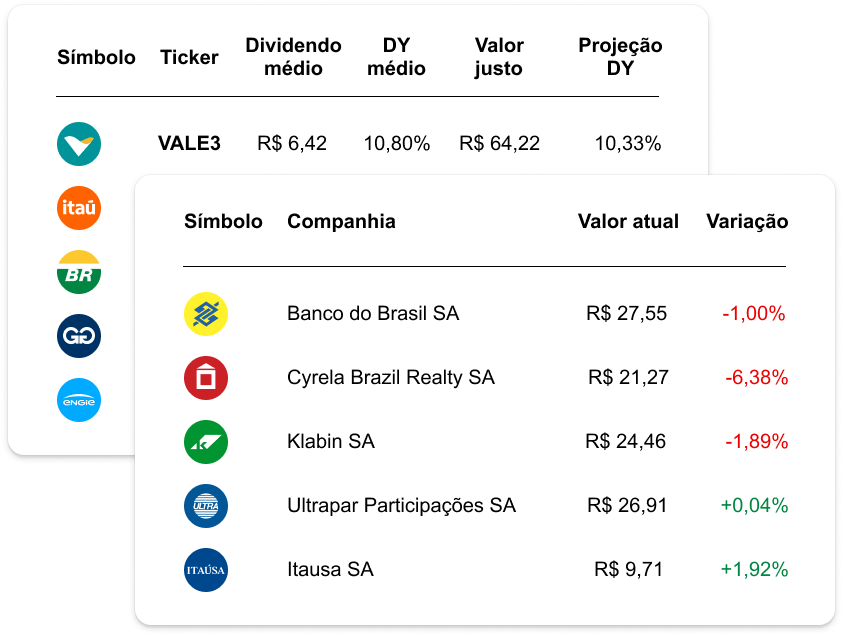 Símbolo Ticker Dividendo médio DY médio Valor justo Projeção DY
VALE3 R$ 6,42 10,80% R$ 64,22 10,33%
itaú
BR
ENGIE
Símbolo Companhia Valor atual Variação
Banco do Brasil SA R$ 27,55 -1,00%
Cyrela Brazil Realty SA R$ 21,27 -6,38%
Klabin SA R$ 24,46 -1,89%
ULTRA Ultrapar Participações SA R$ 26,91 +0,04%
ITAÚSA Itausa SA R$ 9,71 +1,92%